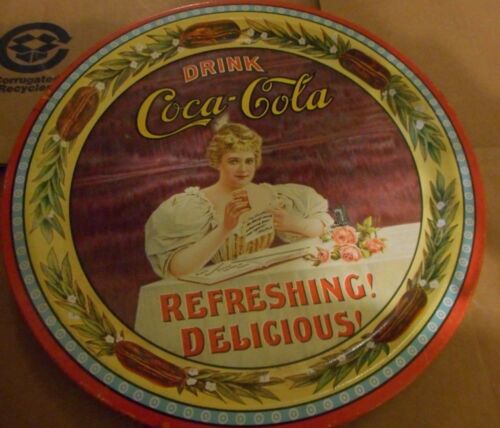 Corrugated
Recycles
DRINK
Coca-Cola
REFRESHING!
DELICIOUS!